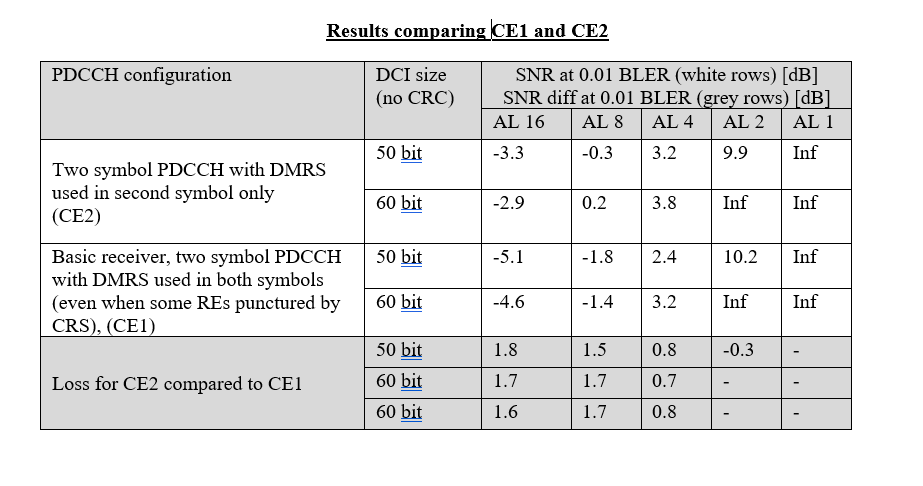 Results comparing CE1 and CE2
PDCCH configuration
DCI size
(no CRC)
SNR at 0.01 BLER (white rows) [dB]
SNR diff at 0.01 BLER (grey rows) [dB]
AL 16 AL 8 AL 4 AL 2 AL 1
Two symbol PDCCH with DMRS
used in second symbol only
(CE2)
50 bit -3.3 -0.3 3.2 9.9 Inf
60 bit -2.9 0.2 3.8 Inf Inf
Basic receiver, two symbol PDCCH
with DMRS used in both symbols
(even when some REs punctured by
CRS), (CE1)
50 bit -5.1 -1.8 2.4 10.2 Inf
60 bit -4.6 -1.4 3.2 Inf Inf
Loss for CE2 compared to CE1
50 bit 1.8 1.5 0.8 -0.3 -
60 bit 1.7 1.7 0.7 - -
60 bit 1.6 1.7 0.8 - -